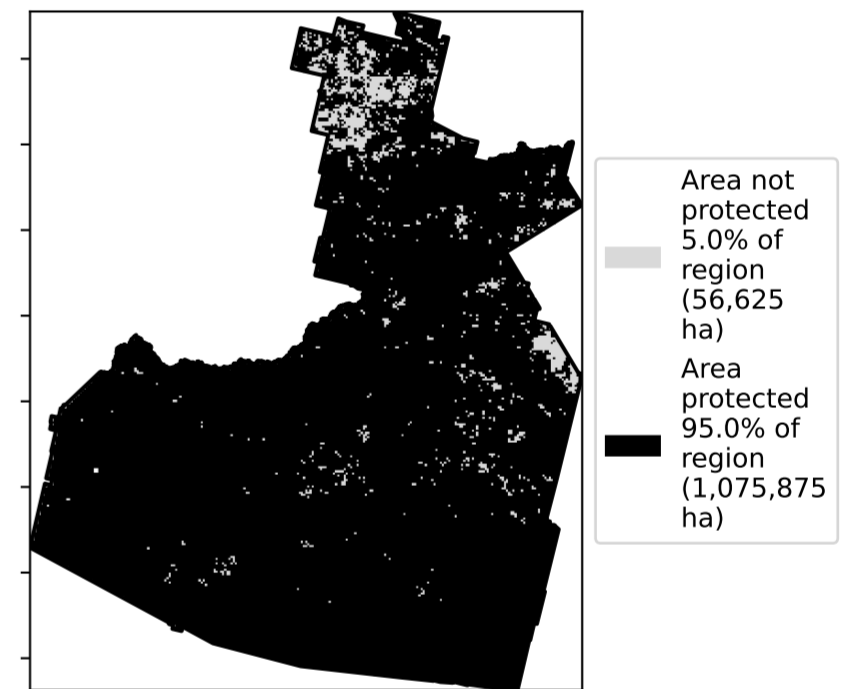 Area not
protected
5.0% of
region
(56,625
ha)
Area
protected
95.0% of
region
(1,075,875
ha)